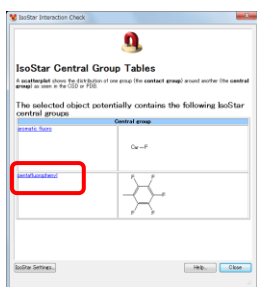 IsoStar Interaction Check
IsoStar Central Group Tables
A scatterplot shows the distribution of one group (the contact group) around another (the central
group) as seen in the CSD or PDB.
The selected object potentially contains the following IsoStar
central groups
Central group
aromatic fluoro
Car—F
pentafluorophenyl
F F
F
F F
IsoStar Settings...
Help...
Close